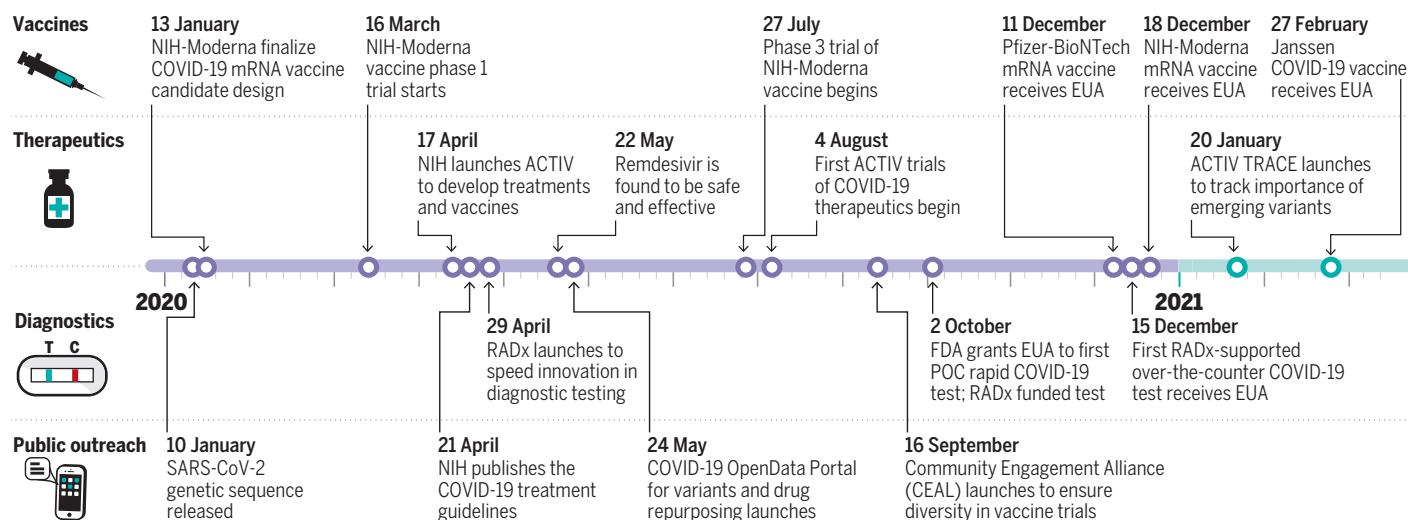 Vaccines
13 January
NIH-Moderna finalize
COVID-19 mRNA vaccine
candidate design
16 March
NIH-Moderna
vaccine phase 1
trial starts
27 July
Phase 3 trial of
NIH-Moderna
vaccine begins
11 December
Pfizer-BioNTech
mRNA vaccine
receives EUA
18 December
NIH-Moderna
mRNA vaccine
receives EUA
27 February
Janssen
COVID-19 vaccine
receives EUA
Therapeutics
17 April
NIH launches ACTIV
to develop treatments
and vaccines
22 May
Remdesivir is
found to be safe
and effective
4 August
First ACTIV trials
of COVID-19
therapeutics begin
20 January
ACTIV TRACE launches
to track importance of
emerging variants
2020
2021
Diagnostics
T C
29 April
RADx launches to
speed innovation in
diagnostic testing
2 October
FDA grants EUA to first
POC rapid COVID-19
test; RADx funded test
15 December
First RADx-supported
over-the-counter COVID-19
test receives EUA
Public outreach
10 January
SARS-CoV-2
genetic sequence
released
21 April
NIH publishes the
COVID-19 treatment
guidelines
24 May
COVID-19 OpenData Portal
for variants and drug
repurposing launches
16 September
Community Engagement Alliance
(CEAL) launches to ensure
diversity in vaccine trials